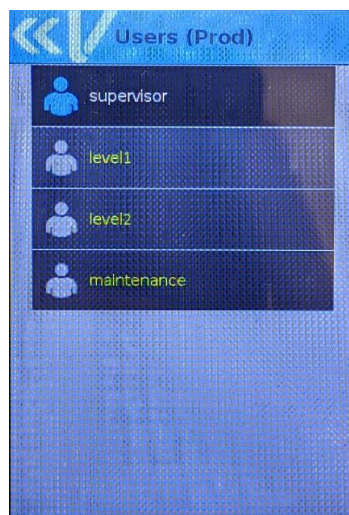 Users (Prod)
supervisor
level1
level2
maintenance